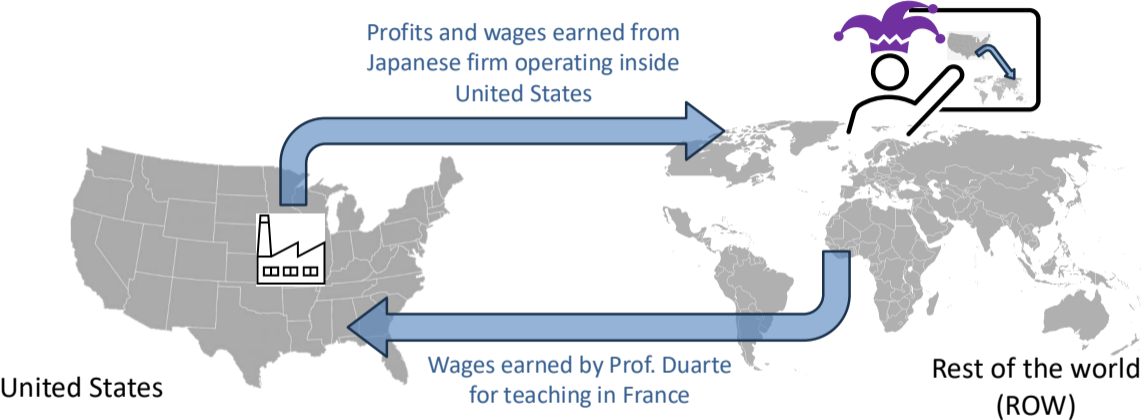 Profits and wages earned from
Japanese firm operating inside
United States
Wages earned by Prof. Duarte
for teaching in France
United States
Rest of the world
(ROW)